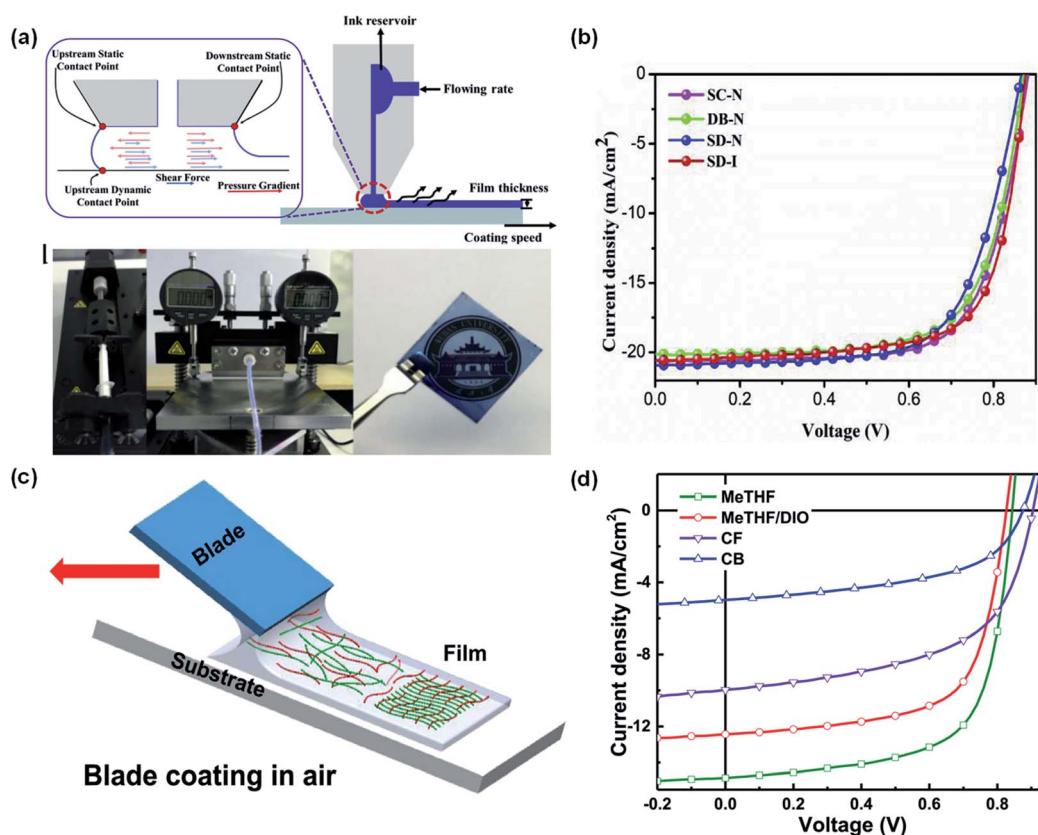 (a)
Ink reservoir
Upstream Static
Contact Point
Downstream Static
Contact Point
Flowing rate
Shear Force
Upstream Dynamic
Contact Point
Pressure Gradient
Film thickness
Coating speed
(b)
SC-N
DB-N
SD-N
SD-I
0
-5
-10
-15
-20
Current density (mA/cm²)
0.0
0.2
0.4
0.6
0.8
Voltage (V)
(c)
Blade
Substrate
Film
Blade coating in air
(d)
MeTHF
MeTHF/DIO
CF
CB
0
-4
-8
-12
Current density (mA/cm²)
-0.2
0.0
0.2
0.4
0.6
0.8
Voltage (V)